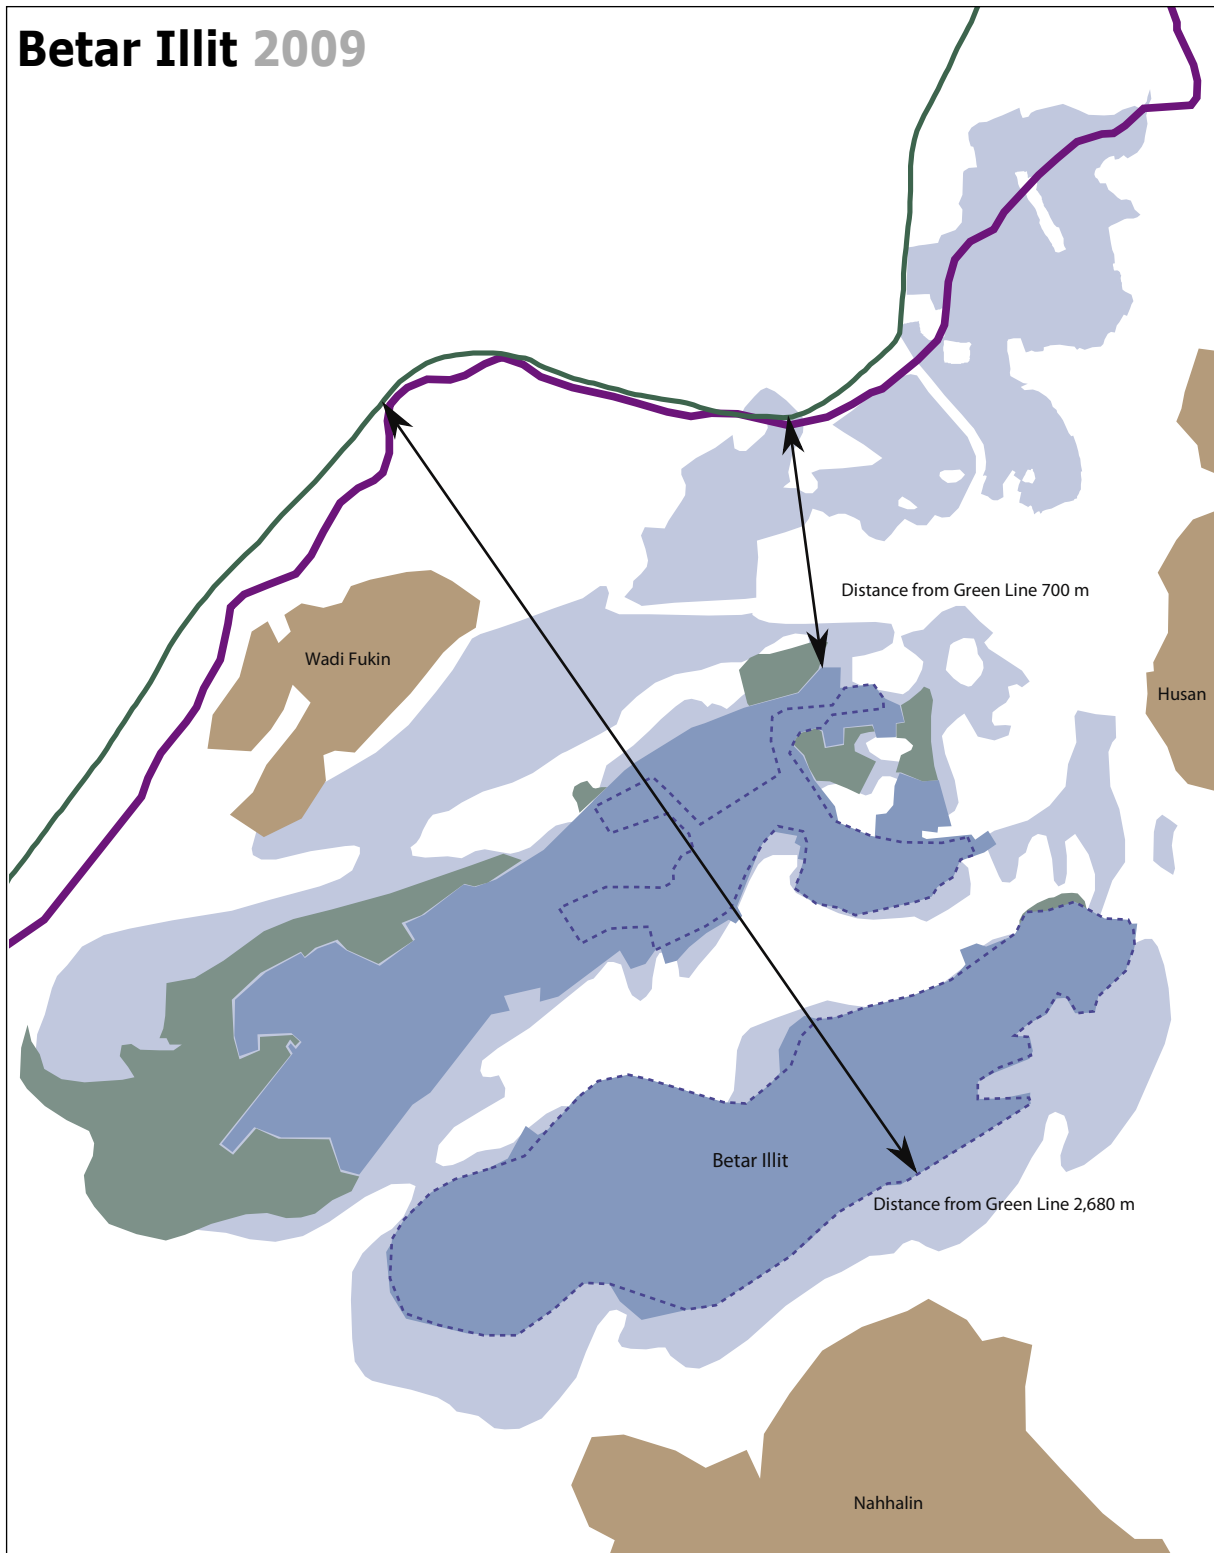 Betar Illit 2009
Distance from Green Line 700 m
Wadi Fukin
Husan
Betar Illit
Distance from Green Line 2,680 m
Nahhalin